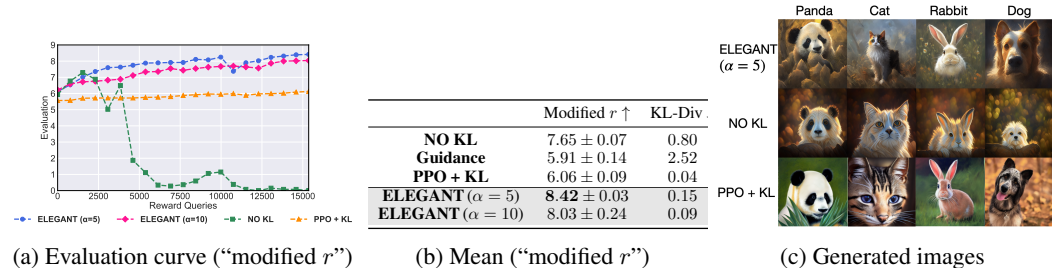 9
8
7
6
5
4
3
2
1
0
Evaluation
0 2500 5000 7500 10000 12500 15000
Reward Queries
ELEGANT (α=5) ELEGANT (α=10) NO KL PPO + KL
(a) Evaluation curve (“modified r”)
Modified r ↑ KL-Div
NO KL 7.65 ± 0.07 0.80
Guidance 5.91 ± 0.14 2.52
PPO + KL 6.06 ± 0.09 0.04
ELEGANT (α = 5) 8.42 ± 0.03 0.15
ELEGANT (α = 10) 8.03 ± 0.24 0.09
(b) Mean (“modified r”)
Panda Cat Rabbit Dog
ELEGANT
(α = 5)
NO KL
PPO + KL
(c) Generated images